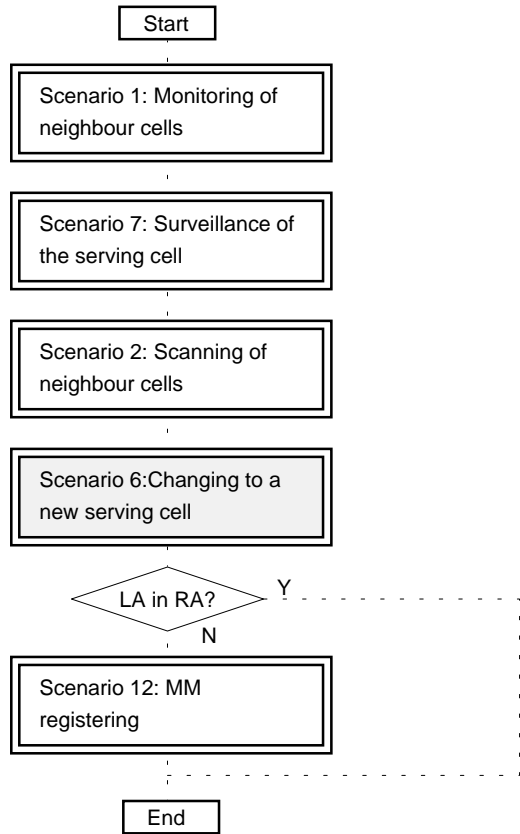 Start
Scenario 1: Monitoring of
neighbour cells
Scenario 7: Surveillance of
the serving cell
Scenario 2: Scanning of
neighbour cells
Scenario 6:Changing to a
new serving cell
LA in RA?
Y
N
Scenario 12: MM
registering
End